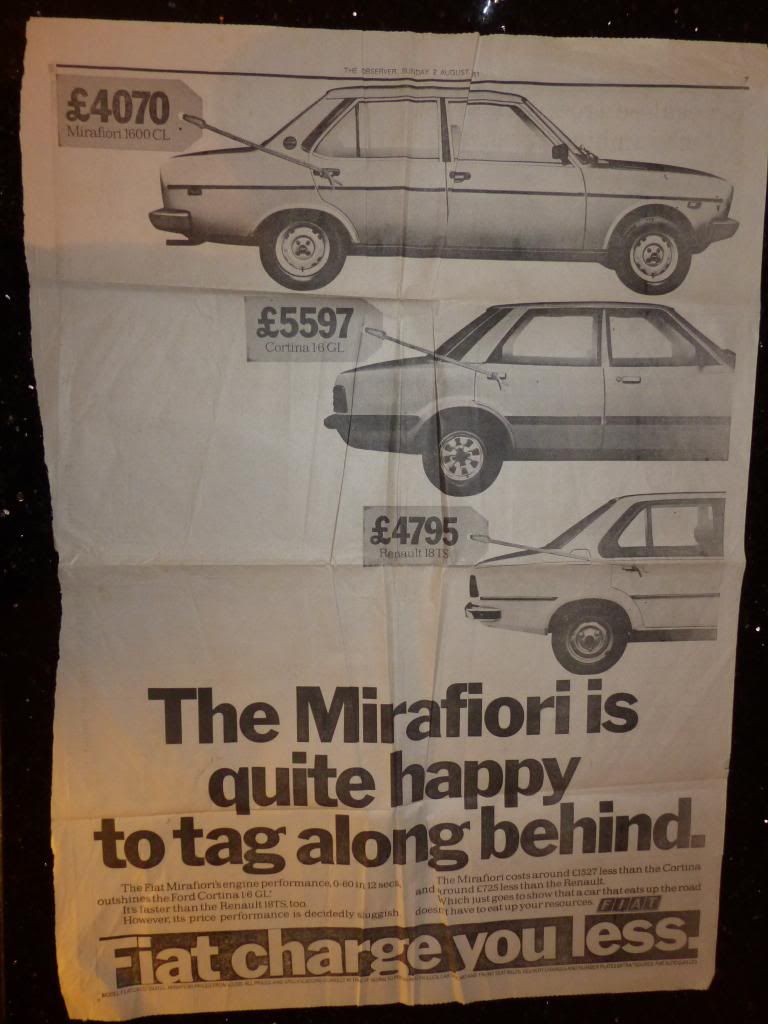 THE OBSERVER, SUNDAY 2 AUGUST
7
£4070
Mirafiori 1600 CL
£5597
Cortina 1·6 GL
£4795
Renault 18TS
The Mirafiori is
quite happy
to tag along behind.
The Fiat Mirafiori's engine performance, 0-60 in 12 secs,
outshines the Ford Cortina 1·6 GL.
It's faster than the Renault 18TS, too.
However, its price performance is decidedly sluggish.
The Mirafiori costs around £1527 less than the Cortina
and around £725 less than the Renault.
Which just goes to show that a car that eats up the road
doesn't have to eat up your resources. FIAT
Fiat charge you less.